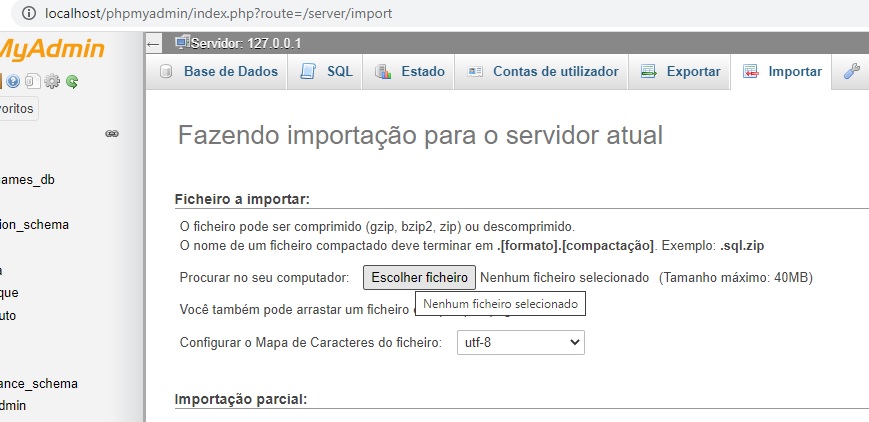 localhost/phpmyadmin/index.php?route=/server/import
MyAdmin
Servidor: 127.0.0.1
Base de Dados SQL Estado Contas de utilizador Exportar Importar
voritos
Fazendo importação para o servidor atual
ames_db
Ficheiro a importar:
ion_schema
O ficheiro pode ser comprimido (gzip, bzip2, zip) ou descomprimido.
O nome de um ficheiro compactado deve terminar em .[formato].[compactação]. Exemplo: .sql.zip
a
Procurar no seu computador: Escolher ficheiro Nenhum ficheiro selecionado (Tamanho máximo: 40MB)
que
Nenhum ficheiro selecionado
Você também pode arrastar um ficheiro
uto
Configurar o Mapa de Caracteres do ficheiro: utf-8
ance_schema
Importação parcial:
dmin